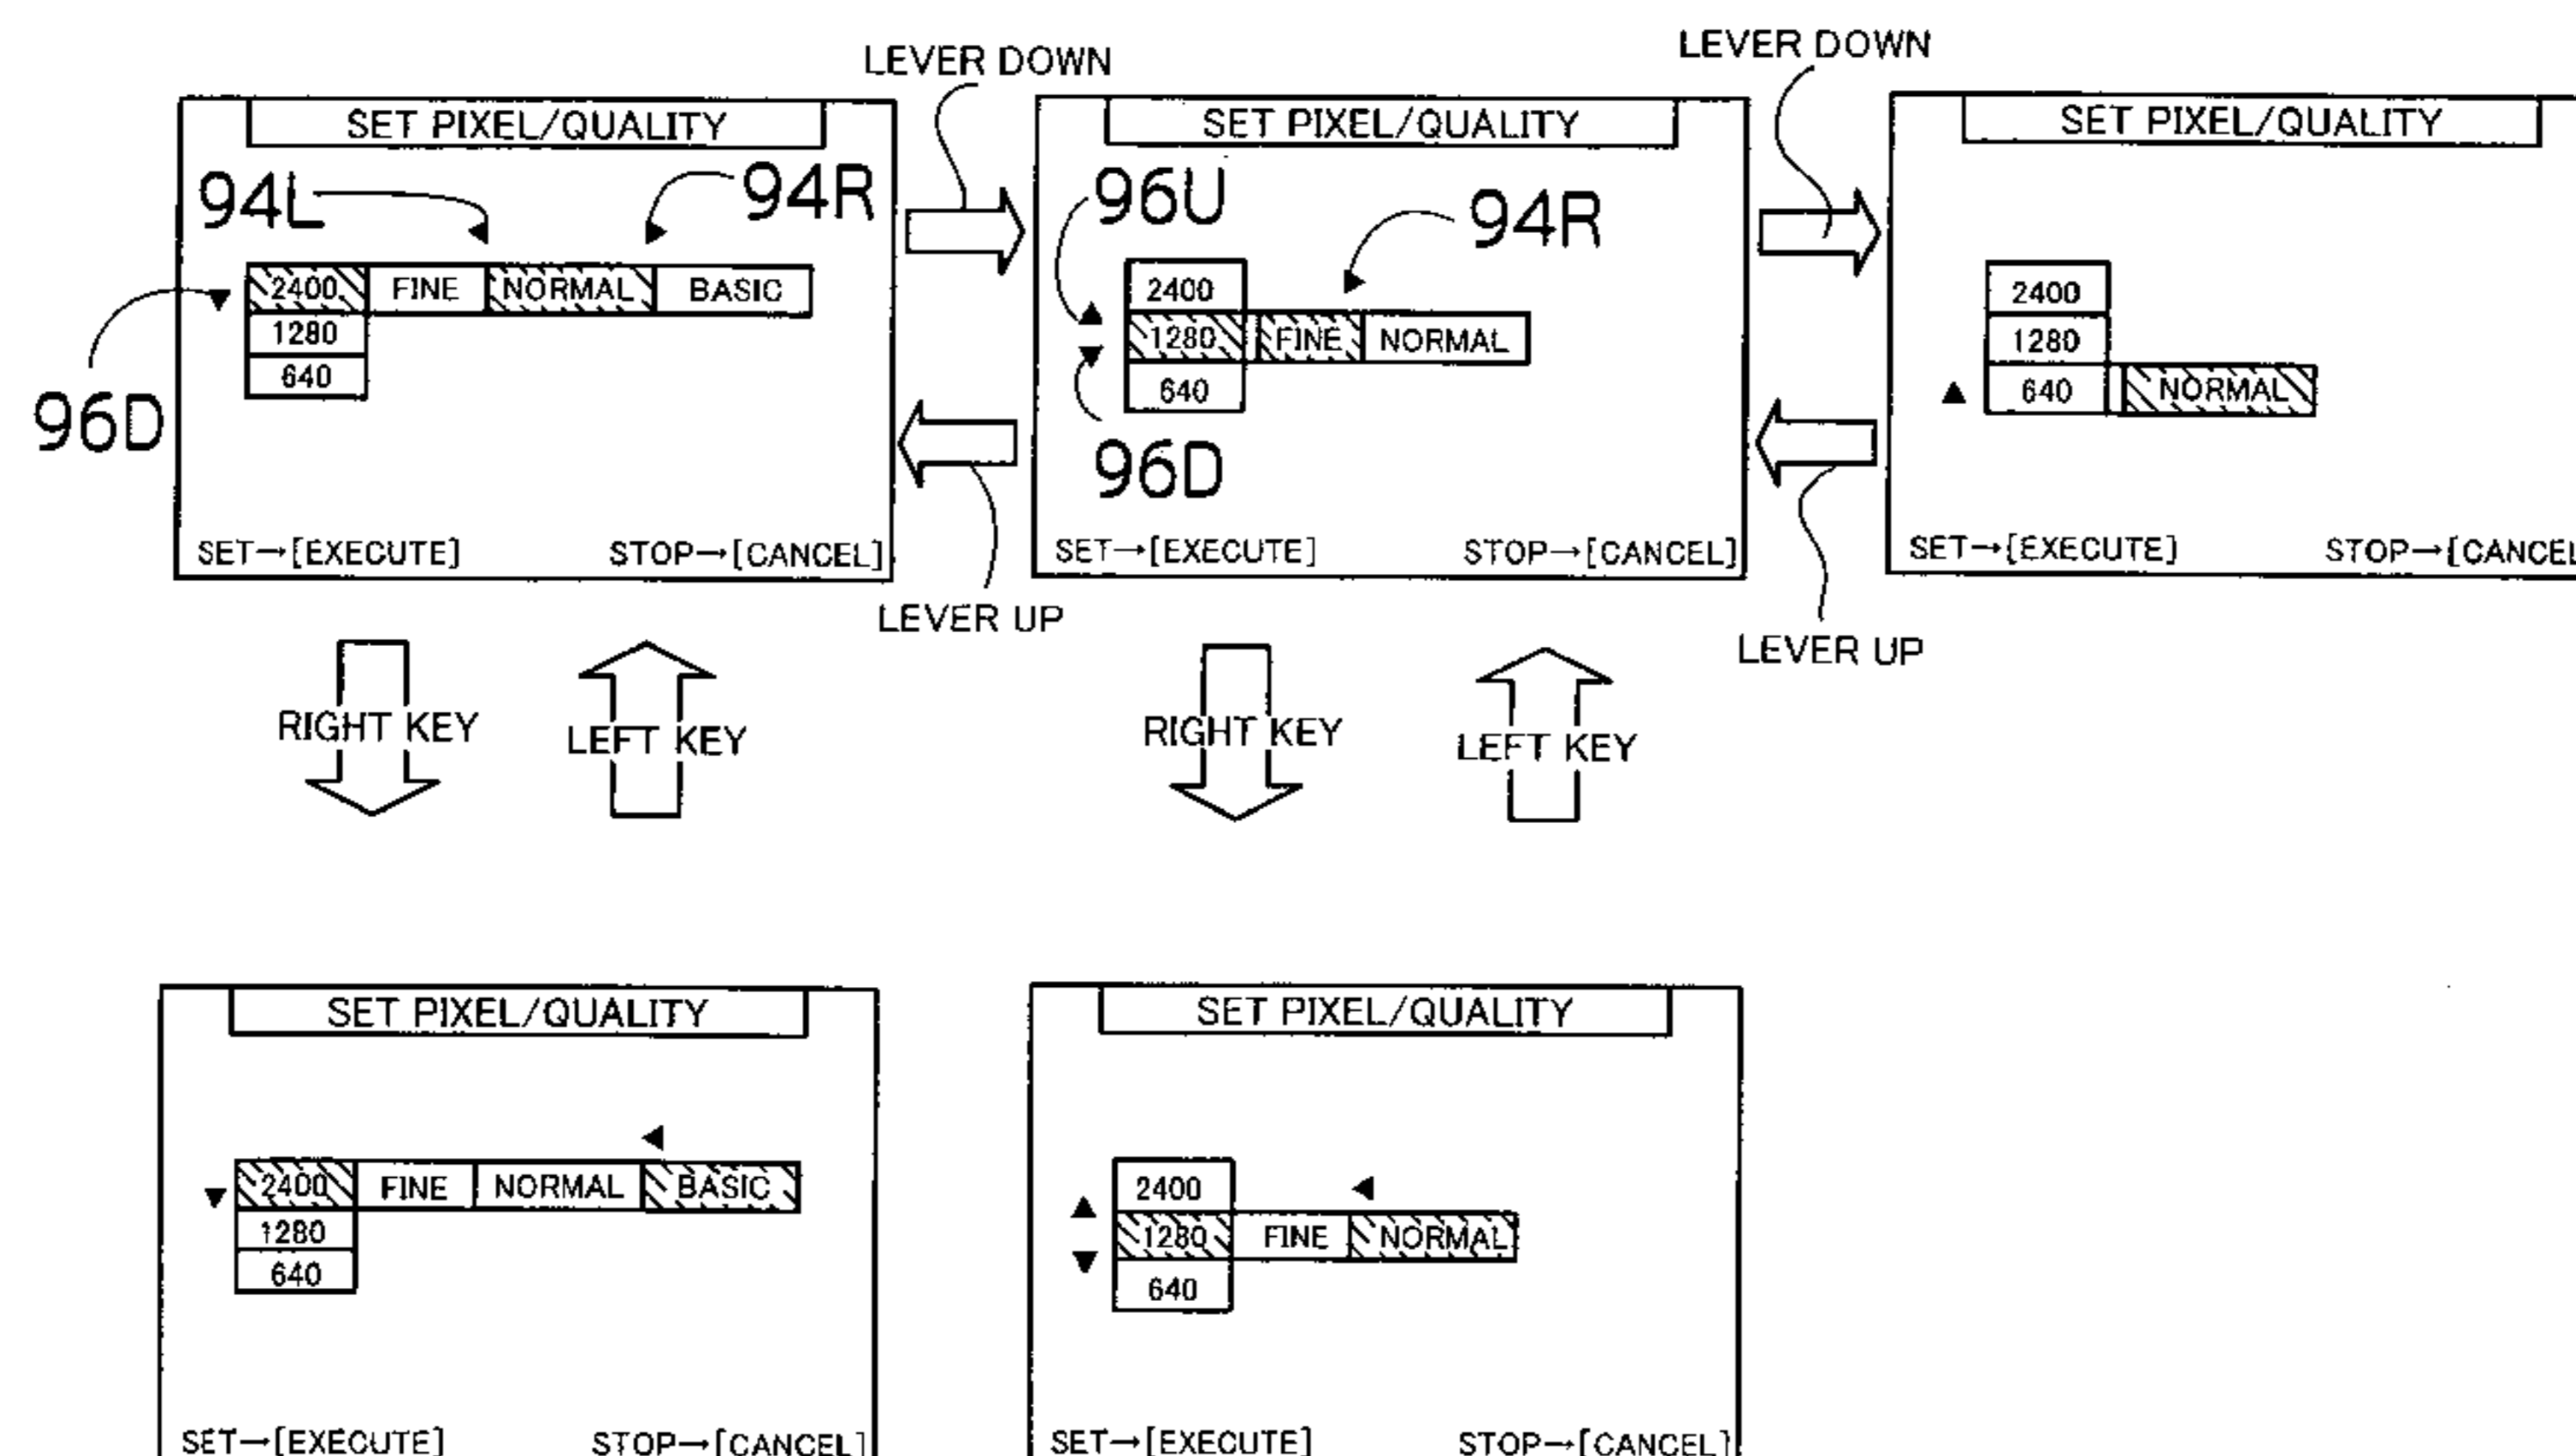 LEVER DOWN
LEVER DOWN
SET PIXEL/QUALITY
94L
94R
2400 FINE NORMAL BASIC
1280
640
96D
SET→[EXECUTE] STOP→[CANCEL]
SET PIXEL/QUALITY
96U
94R
2400
1280 FINE NORMAL
640
96D
SET→[EXECUTE] STOP→[CANCEL]
SET PIXEL/QUALITY
2400
1280
640 NORMAL
SET→[EXECUTE] STOP→[CANCEL
LEVER UP
LEVER UP
RIGHT KEY
LEFT KEY
RIGHT KEY
LEFT KEY
SET PIXEL/QUALITY
2400 FINE NORMAL BASIC
1280
640
SET→[EXECUTE] STOP→[CANCEL]
SET PIXEL/QUALITY
2400
1280 FINE NORMAL
640
SET→[EXECUTE] STOP→[CANCEL]